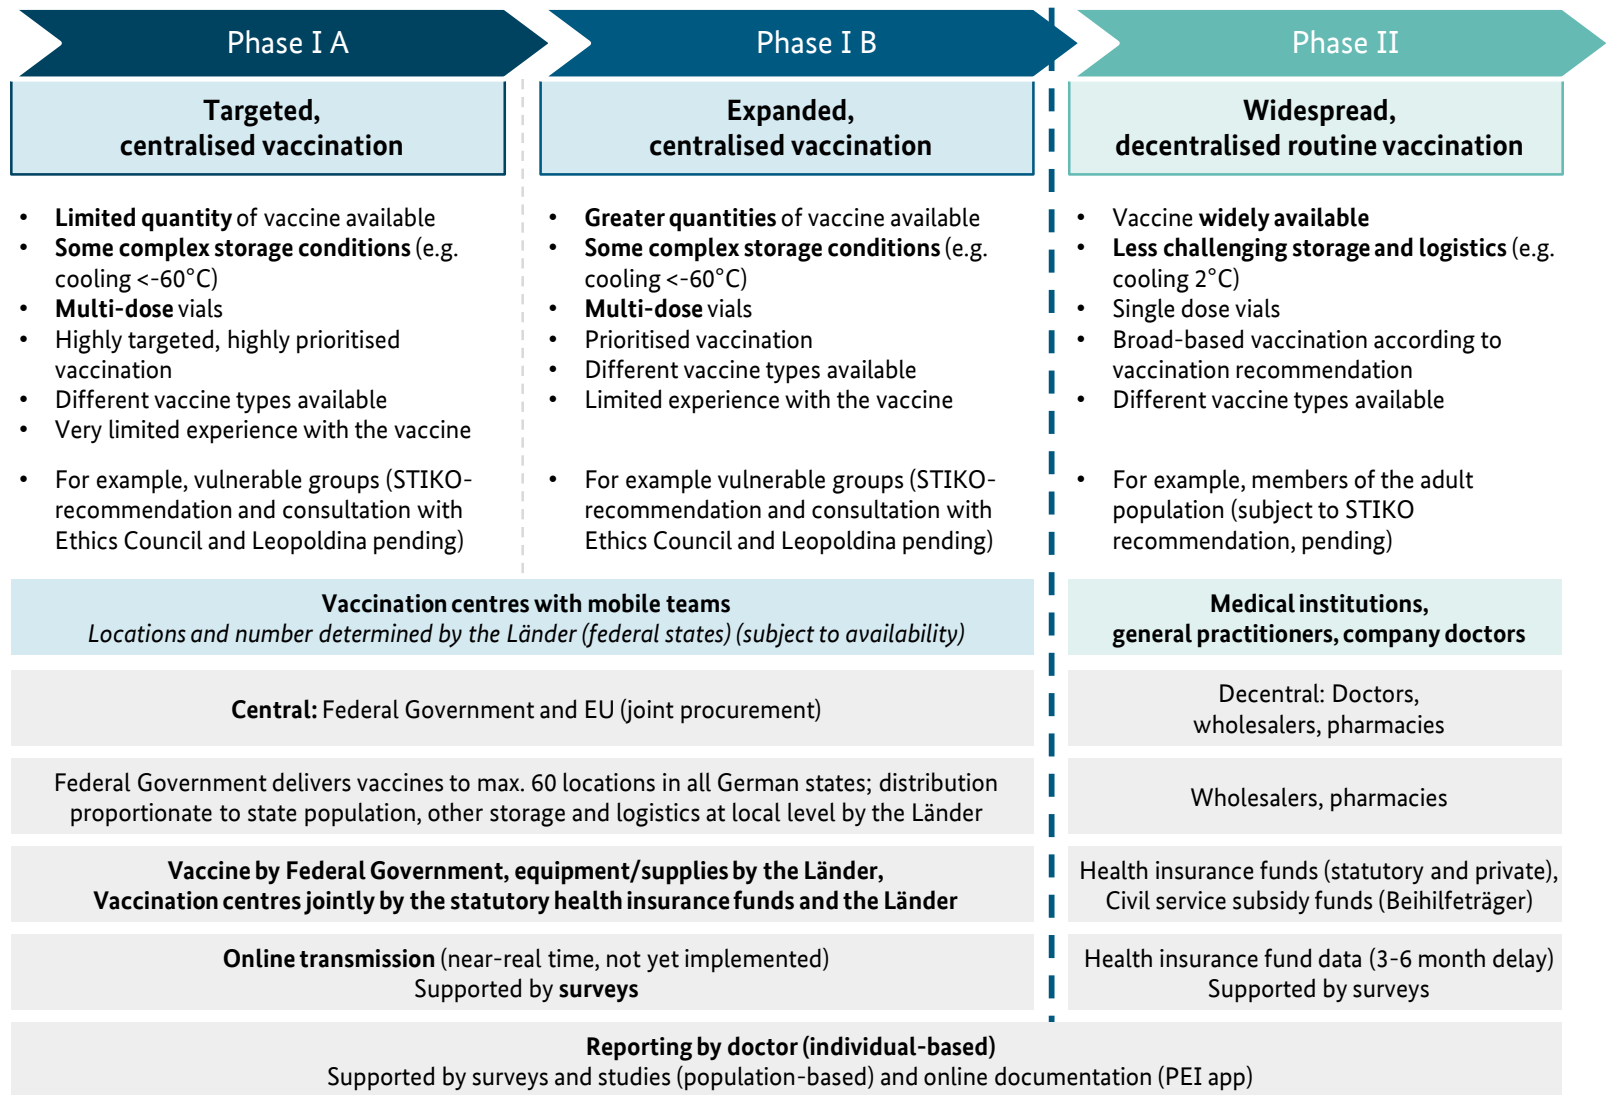 Phase I A
Phase I B
Phase II
Targeted,
centralised vaccination
Expanded,
centralised vaccination
Widespread,
decentralised routine vaccination
• Limited quantity of vaccine available
• Some complex storage conditions (e.g.
cooling <-60°C)
• Multi-dose vials
• Highly targeted, highly prioritised
vaccination
• Different vaccine types available
• Very limited experience with the vaccine
• For example, vulnerable groups (STIKO-
recommendation and consultation with
Ethics Council and Leopoldina pending)
• Greater quantities of vaccine available
• Some complex storage conditions (e.g.
cooling <-60°C)
• Multi-dose vials
• Prioritised vaccination
• Different vaccine types available
• Limited experience with the vaccine
• For example vulnerable groups (STIKO-
recommendation and consultation with
Ethics Council and Leopoldina pending)
• Vaccine widely available
• Less challenging storage and logistics (e.g.
cooling 2°C)
• Single dose vials
• Broad-based vaccination according to
vaccination recommendation
• Different vaccine types available
• For example, members of the adult
population (subject to STIKO
recommendation, pending)
Vaccination centres with mobile teams
Locations and number determined by the Länder (federal states) (subject to availability)
Medical institutions,
general practitioners, company doctors
Central: Federal Government and EU (joint procurement)
Decentral: Doctors,
wholesalers, pharmacies
Federal Government delivers vaccines to max. 60 locations in all German states; distribution
proportionate to state population, other storage and logistics at local level by the Länder
Wholesalers, pharmacies
Vaccine by Federal Government, equipment/supplies by the Länder,
Vaccination centres jointly by the statutory health insurance funds and the Länder
Health insurance funds (statutory and private),
Civil service subsidy funds (Beihilfeträger)
Online transmission (near-real time, not yet implemented)
Supported by surveys
Health insurance fund data (3-6 month delay)
Supported by surveys
Reporting by doctor (individual-based)
Supported by surveys and studies (population-based) and online documentation (PEI app)